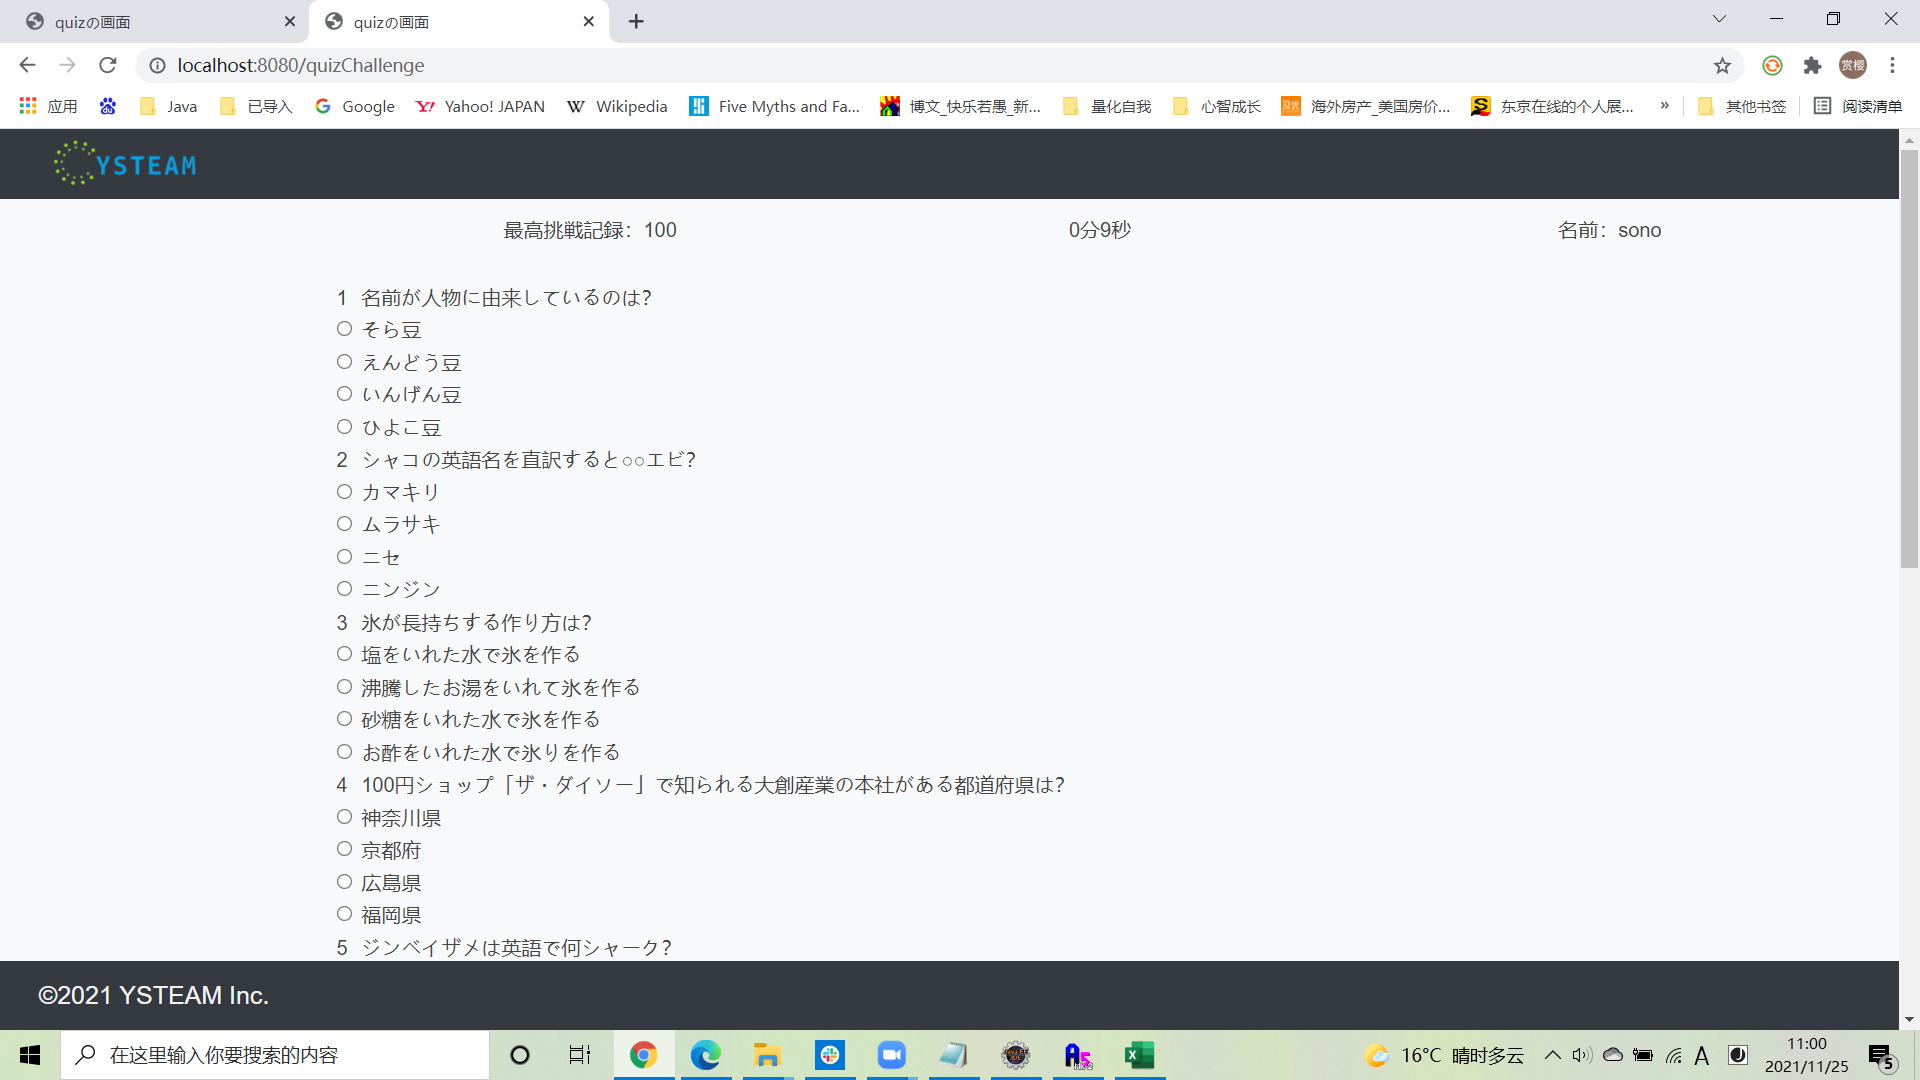 quizの画面
quizの画面
localhost:8080/quizChallenge
赏樱
应用
Java
已导入
Google
Yahoo! JAPAN
Wikipedia
Five Myths and Fa...
博文_快乐若愚_新...
量化自我
心智成长
海外房产_美国房价...
东京在线的个人展...
»
其他书签
阅读清单
YSTEAM
最高挑戦記録：100
0分9秒
名前：sono
1 名前が人物に由来しているのは?
そら豆
えんどう豆
いんげん豆
ひよこ豆
2 シャコの英語名を直訳すると○○エビ?
カマキリ
ムラサキ
ニセ
ニンジン
3 氷が長持ちする作り方は?
塩をいれた水で氷を作る
沸騰したお湯をいれて氷を作る
砂糖をいれた水で氷を作る
お酢をいれた水で氷りを作る
4 100円ショップ「ザ・ダイソー」で知られる大創産業の本社がある都道府県は?
神奈川県
京都府
広島県
福岡県
5 ジンベイザメは英語で何シャーク?
©2021 YSTEAM Inc.
在这里输入你要搜索的内容
16°C 晴时多云
A
11:00
2021/11/25
5